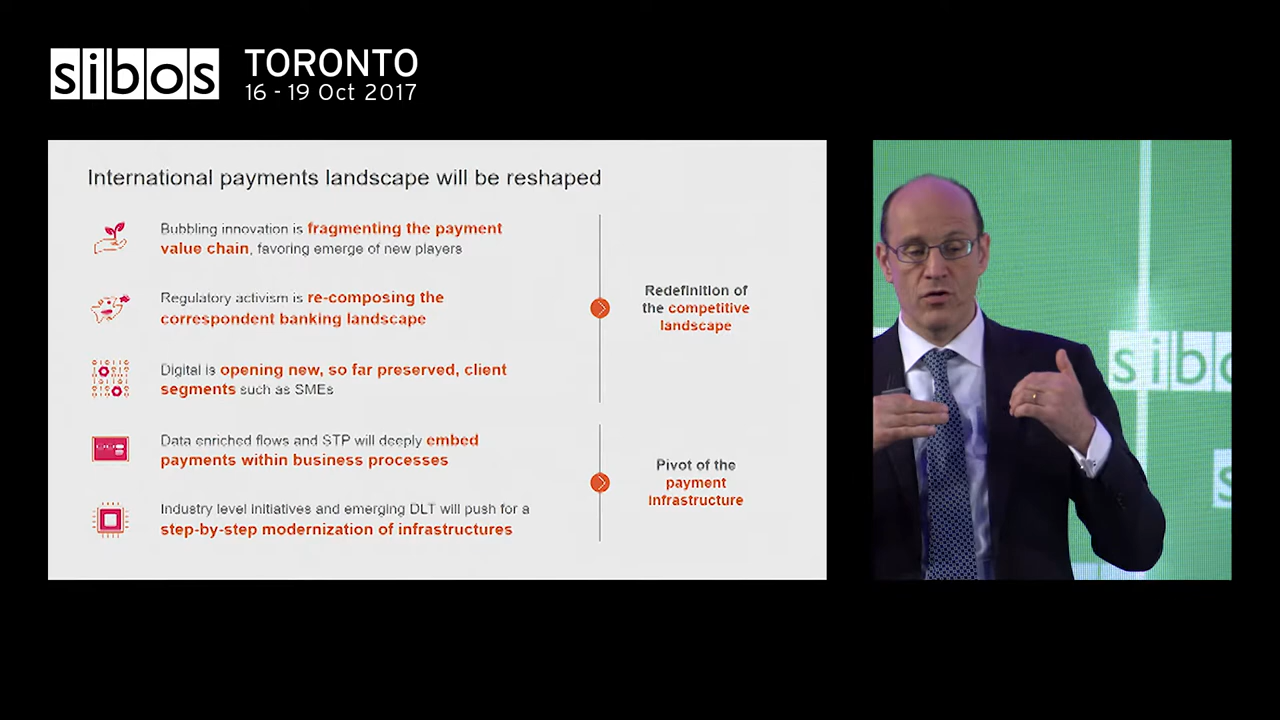 sibos
TORONTO
16 - 19 Oct 2017
International payments landscape will be reshaped
Bubbling innovation is fragmenting the payment
value chain, favoring emerge of new players
Regulatory activism is re-composing the
correspondent banking landscape
Digital is opening new, so far preserved, client
segments such as SMEs
Data enriched flows and STP will deeply embed
payments within business processes
Industry level initiatives and emerging DLT will push for a
step-by-step modernization of infrastructures
Redefinition of
the competitive
landscape
Pivot of the
payment
infrastructure
sibo
s